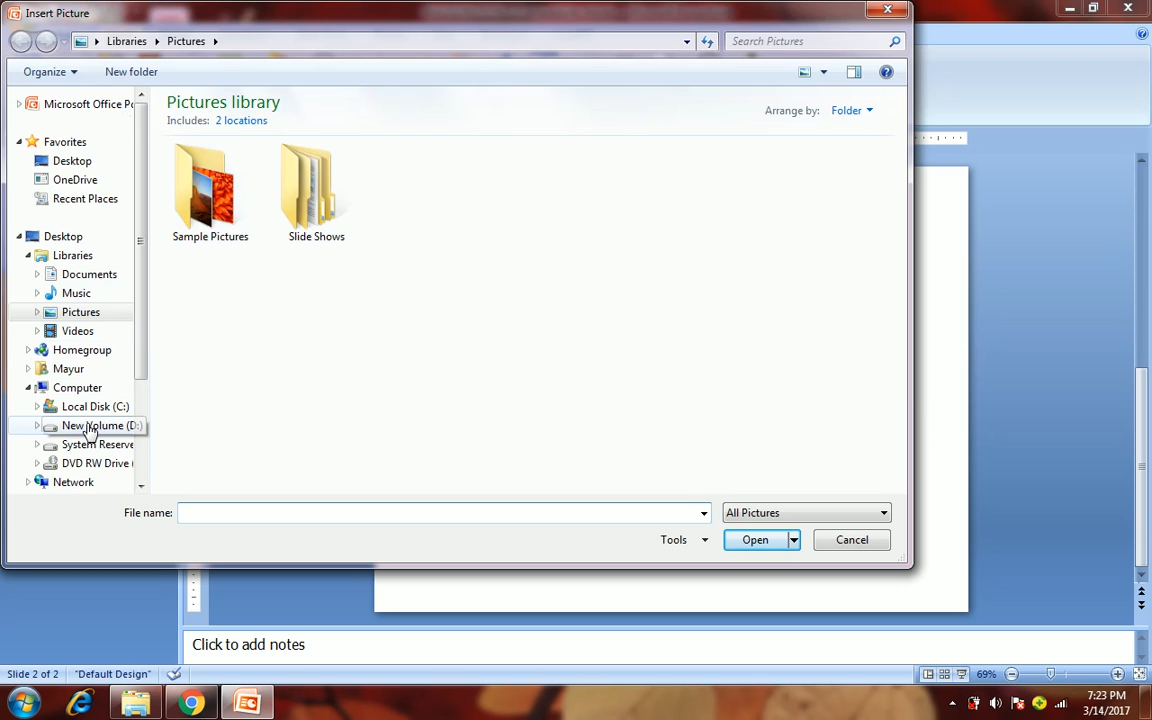 Insert Picture
Libraries Pictures
Search Pictures
Organize
New folder
Microsoft Office Po
Pictures library
Includes: 2 locations
Arrange by: Folder
Favorites
Desktop
OneDrive
Recent Places
Sample Pictures
Slide Shows
Desktop
Libraries
Documents
Music
Pictures
Videos
Homegroup
Mayur
Computer
Local Disk (C:)
New Volume (D:)
System Reserve
DVD RW Drive (
Network
File name:
All Pictures
Tools
Open
Cancel
Click to add notes
Slide 2 of 2
"Default Design"
69%
7:23 PM
3/14/2017